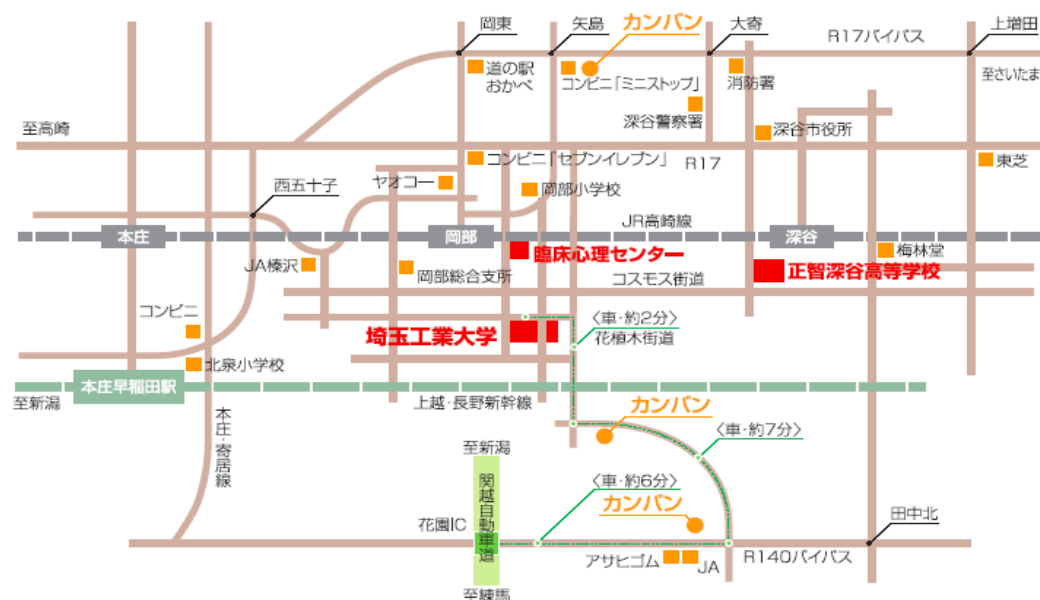 岡東
矢島
カンバン
大寄
R17バイパス
上増田
道の駅
おかべ
コンビニ「ミニストップ」
消防署
至さいたま
深谷警察署
至高崎
深谷市役所
コンビニ「セブンイレブン」
R17
東芝
ヤオコー
岡部小学校
西五十子
JR高崎線
本庄
岡部
深谷
臨床心理センター
梅林堂
JA榛沢
岡部総合支所
コスモス街道
正智深谷高等学校
コンビニ
埼玉工業大学
〈車・約2分〉
花植木街道
北泉小学校
本庄早稲田駅
至新潟
上越・長野新幹線
本庄・寄居線
カンバン
〈車・約7分〉
至新潟
関越自動車道
〈車・約6分〉
カンバン
花園IC
田中北
アサヒゴム
JA
R140バイパス
至練馬